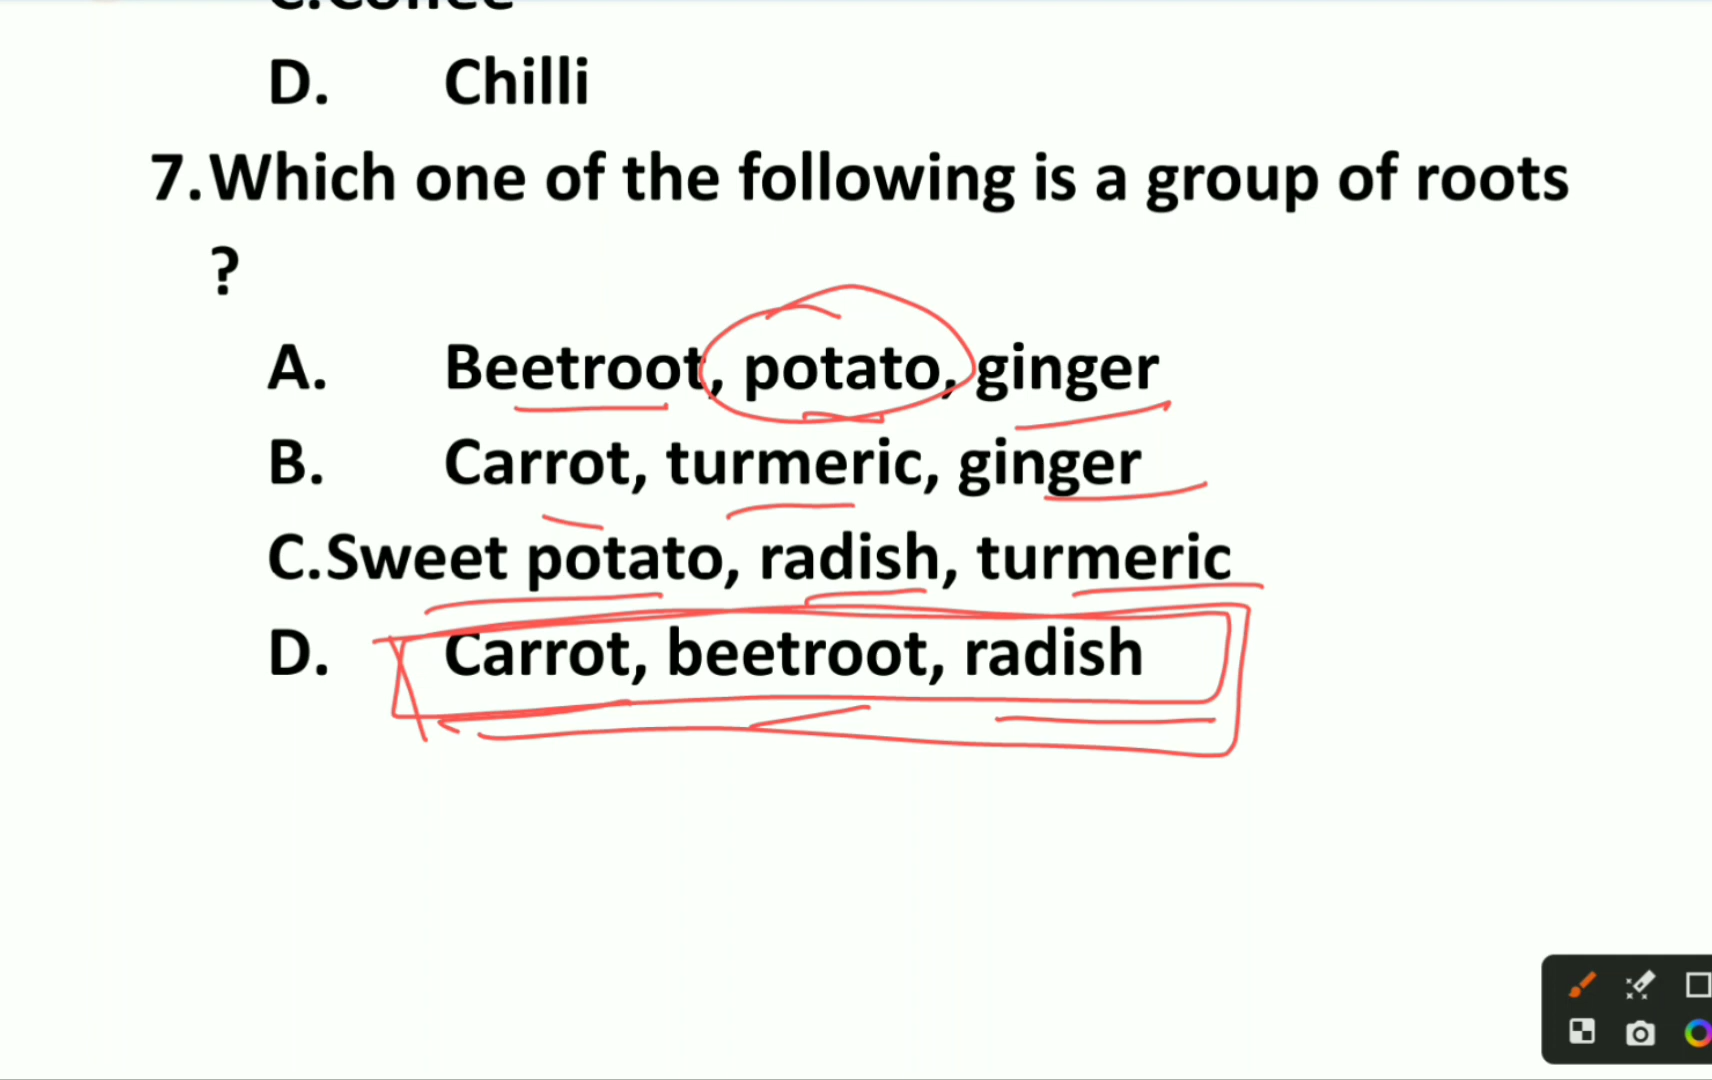 D. Chilli
7. Which one of the following is a group of roots
?
A. Beetroot, potato, ginger
B. Carrot, turmeric, ginger
C. Sweet potato, radish, turmeric
D. Carrot, beetroot, radish